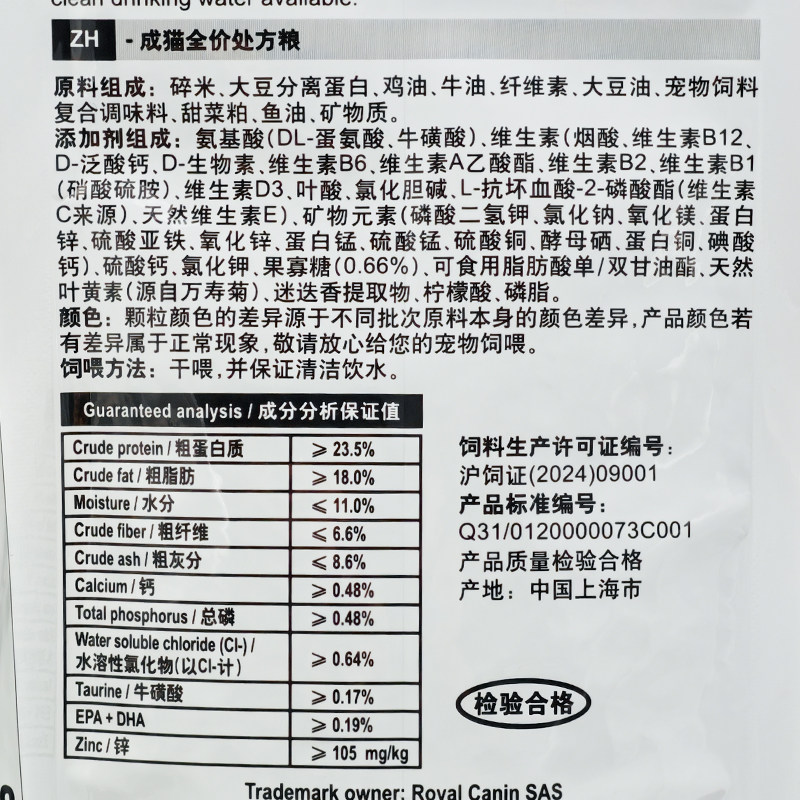 clean drinking water available.
ZH - 成猫全价处方粮
原料组成：碎米、大豆分离蛋白、鸡油、牛油、纤维素、大豆油、宠物饲料
复合调味料、甜菜粕、鱼油、矿物质。
添加剂组成：氨基酸(DL-蛋氨酸、牛磺酸)、维生素(烟酸、维生素B12、
D-泛酸钙、D-生物素、维生素B6、维生素A乙酸酯、维生素B2、维生素B1
(硝酸硫胺)、维生素D3、叶酸、氯化胆碱、L-抗坏血酸-2-磷酸酯(维生素
C来源)、天然维生素E)、矿物元素(磷酸二氢钾、氯化钠、氧化镁、蛋白
锌、硫酸亚铁、氧化锌、蛋白锰、硫酸锰、硫酸铜、酵母硒、蛋白铜、碘酸
钙)、硫酸钙、氯化钾、果寡糖(0.66%)、可食用脂肪酸单/双甘油酯、天然
叶黄素(源自万寿菊)、迷迭香提取物、柠檬酸、磷脂。
颜色：颗粒颜色的差异源于不同批次原料本身的颜色差异,产品颜色若
有差异属于正常现象,敬请放心给您的宠物饲喂。
饲喂方法：干喂,并保证清洁饮水。
Guaranteed analysis / 成分分析保证值
Crude protein / 粗蛋白质 ⩾ 23.5%
Crude fat / 粗脂肪 ⩾ 18.0%
Moisture / 水分 ⩽ 11.0%
Crude fiber / 粗纤维 ⩽ 6.6%
Crude ash / 粗灰分 ⩽ 8.6%
Calcium / 钙 ⩾ 0.48%
Total phosphorus / 总磷 ⩾ 0.48%
Water soluble chloride (Cl-) /
水溶性氯化物(以Cl-计) ⩾ 0.64%
Taurine / 牛磺酸 ⩾ 0.17%
EPA + DHA ⩾ 0.19%
Zinc / 锌 ⩾ 105 mg/kg
饲料生产许可证编号：
沪饲证(2024)09001
产品标准编号：
Q31/0120000073C001
产品质量检验合格
产地：中国上海市
检验合格
Trademark owner: Royal Canin SAS